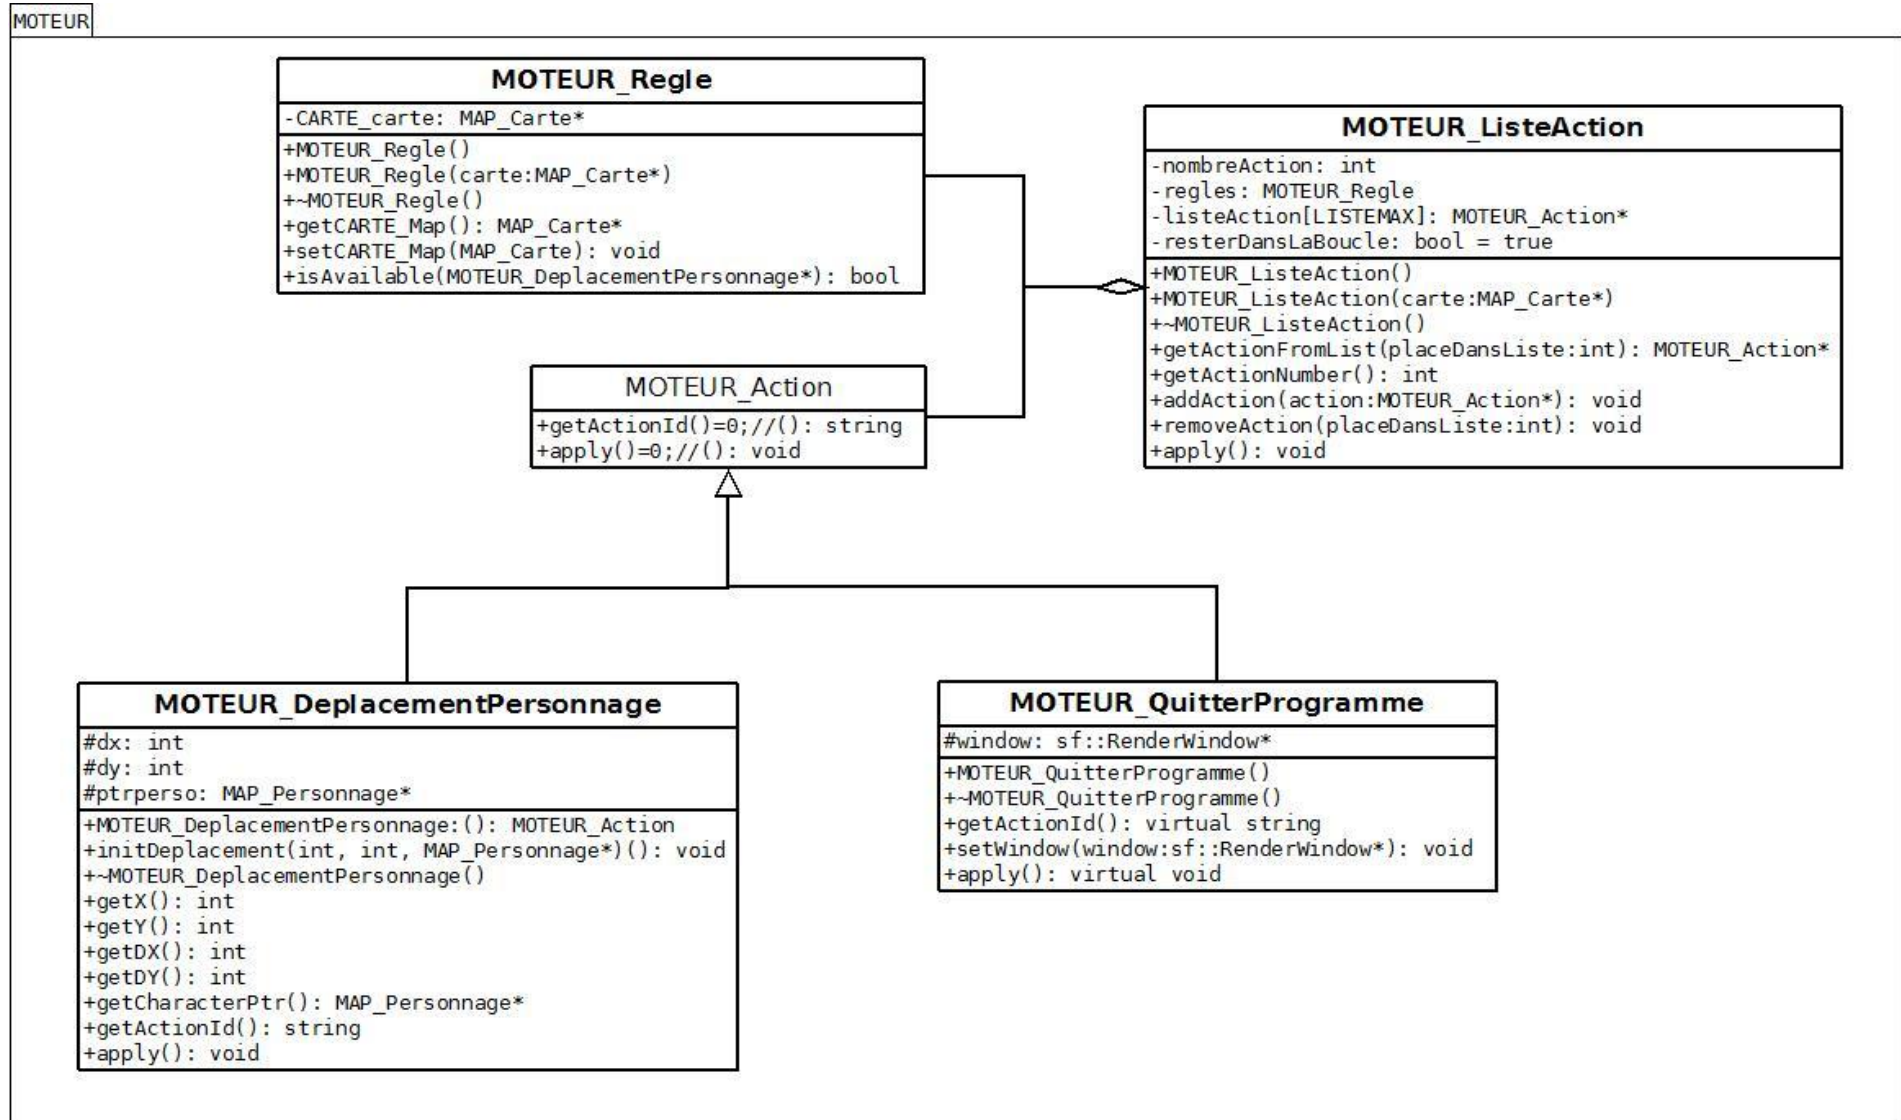 MOTEUR
MOTEUR_Regle
-CARTE_carte: MAP_Carte*
+MOTEUR_Regle()
+MOTEUR_Regle(carte:MAP_Carte*)
+~MOTEUR_Regle()
+getCARTE_Map(): MAP_Carte*
+setCARTE_Map(MAP_Carte): void
+isAvailable(MOTEUR_DeplacementPersonnage*): bool
MOTEUR_ListeAction
-nombreAction: int
-regles: MOTEUR_Regle
-listeAction[LISTEMAX]: MOTEUR_Action*
-resterDansLaBoucle: bool = true
+MOTEUR_ListeAction()
+MOTEUR_ListeAction(carte:MAP_Carte*)
+~MOTEUR_ListeAction()
+getActionFromList(placeDansListe:int): MOTEUR_Action*
+getActionNumber(): int
+addAction(action:MOTEUR_Action*): void
+removeAction(placeDansListe:int): void
+apply(): void
MOTEUR_Action
+getActionId()=0;//(): string
+apply()=0;//(): void
MOTEUR_DeplacementPersonnage
#dx: int
#dy: int
#ptrperso: MAP_Personnage*
+MOTEUR_DeplacementPersonnage:(): MOTEUR_Action
+initDeplacement(int, int, MAP_Personnage*)(): void
+~MOTEUR_DeplacementPersonnage()
+getX(): int
+getY(): int
+getDX(): int
+getDY(): int
+getCharacterPtr(): MAP_Personnage*
+getActionId(): string
+apply(): void
MOTEUR_QuitterProgramme
#window: sf::RenderWindow*
+MOTEUR_QuitterProgramme()
+~MOTEUR_QuitterProgramme()
+getActionId(): virtual string
+setWindow(window:sf::RenderWindow*): void
+apply(): virtual void